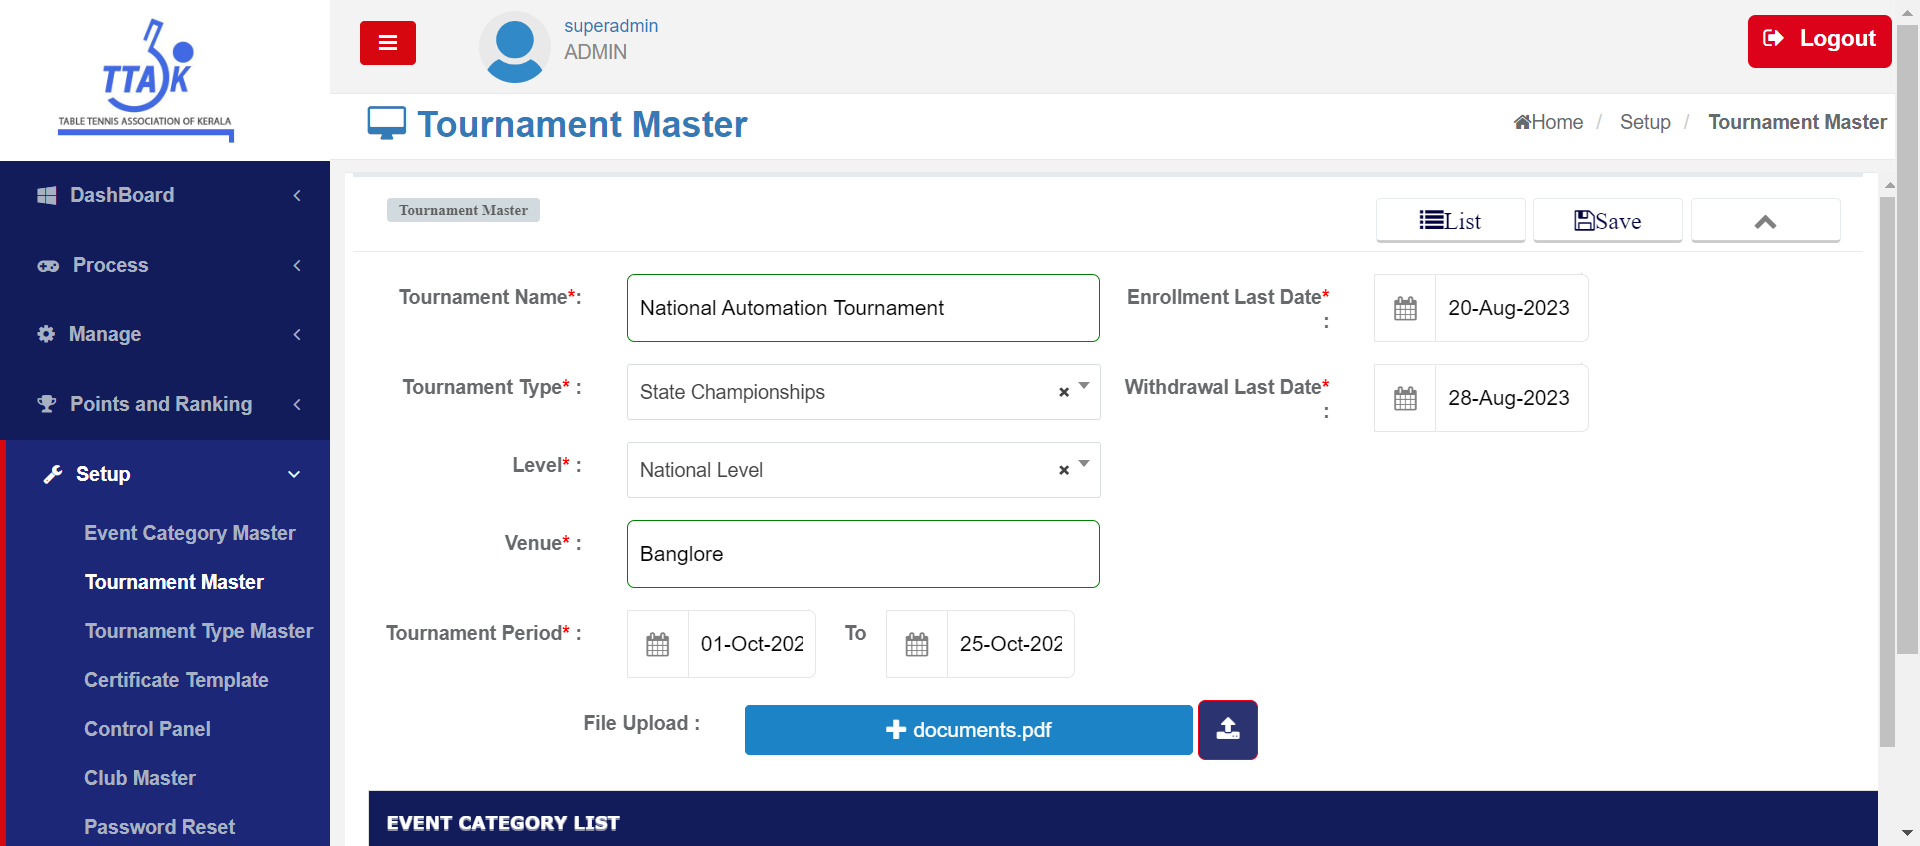 TTA K
TABLE TENNIS ASSOCIATION OF KERALA
superadmin
ADMIN
Logout
Tournament Master
Home / Setup / Tournament Master
DashBoard
Process
Manage
Points and Ranking
Setup
Event Category Master
Tournament Master
Tournament Type Master
Certificate Template
Control Panel
Club Master
Password Reset
Tournament Master
List
Save
Tournament Name*:
National Automation Tournament
Enrollment Last Date*
:
20-Aug-2023
Tournament Type* :
State Championships
×
Withdrawal Last Date*
:
28-Aug-2023
Level* :
National Level
×
Venue* :
Banglore
Tournament Period* :
01-Oct-202
To
25-Oct-202
File Upload :
documents.pdf
EVENT CATEGORY LIST